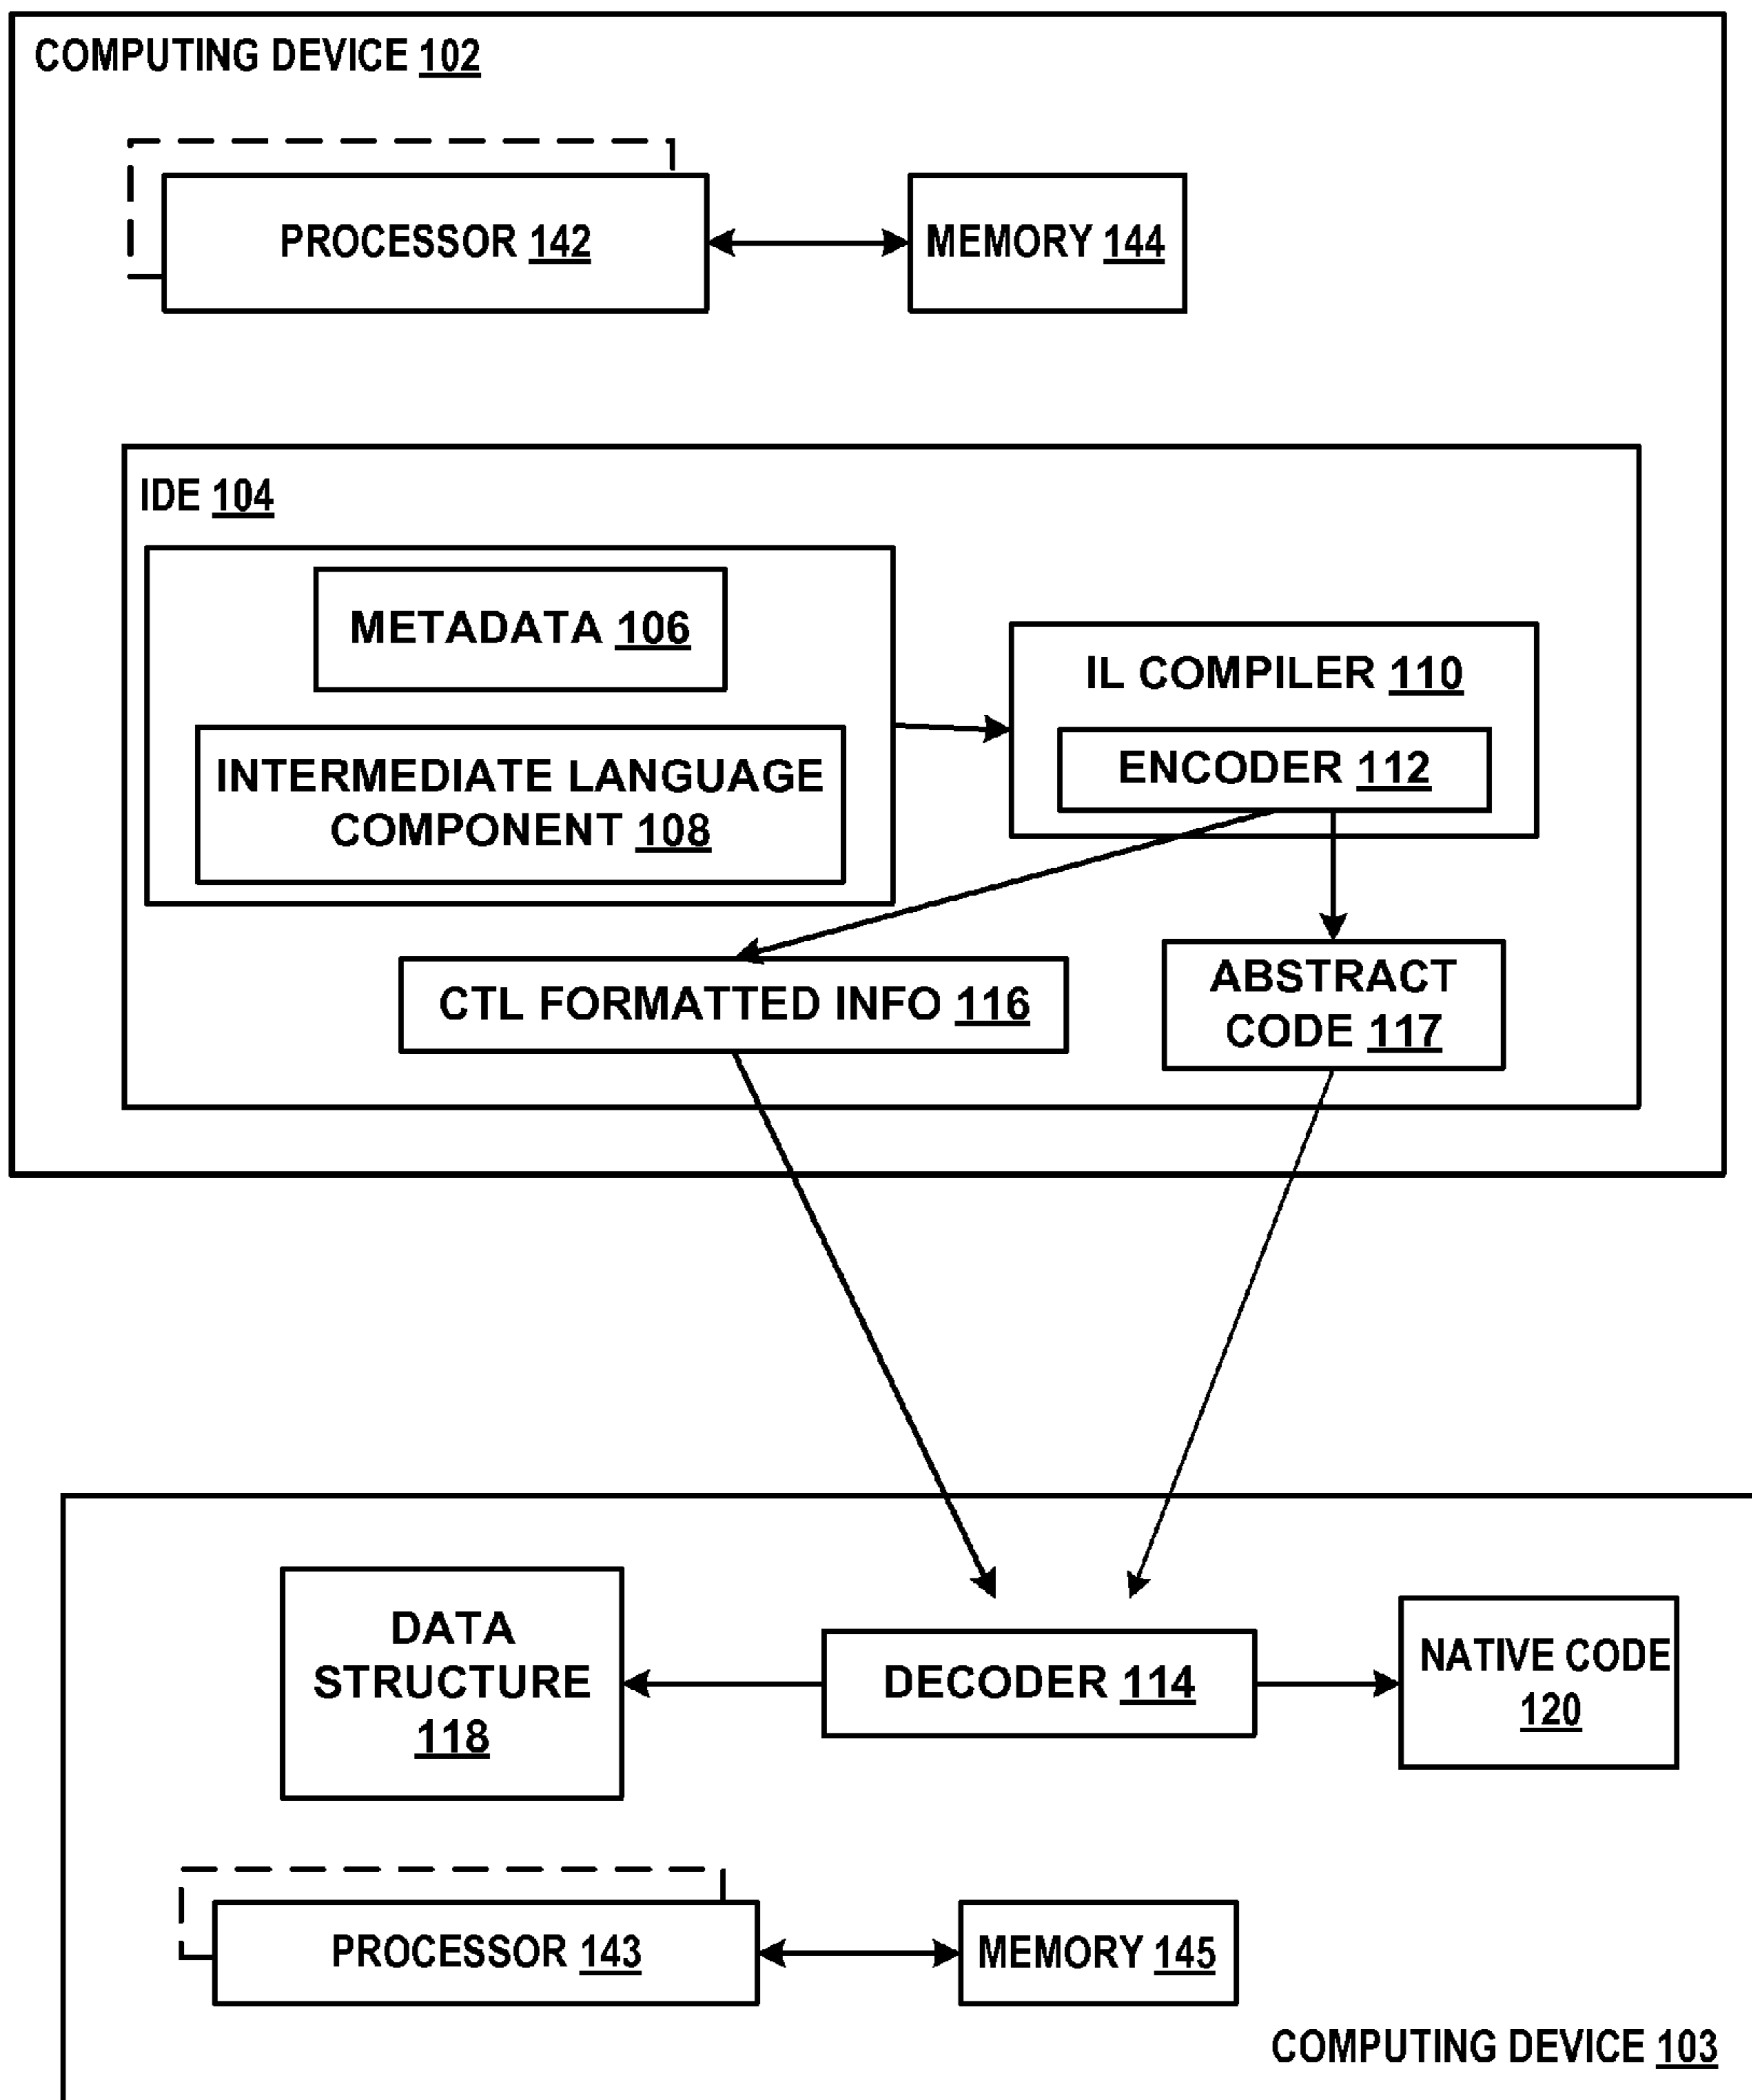 COMPUTING DEVICE 102
PROCESSOR 142
MEMORY 144
IDE 104
METADATA 106
INTERMEDIATE LANGUAGE
COMPONENT 108
IL COMPILER 110
ENCODER 112
CTL FORMATTED INFO 116
ABSTRACT
CODE 117
DATA
STRUCTURE
118
DECODER 114
NATIVE CODE
120
PROCESSOR 143
MEMORY 145
COMPUTING DEVICE 103